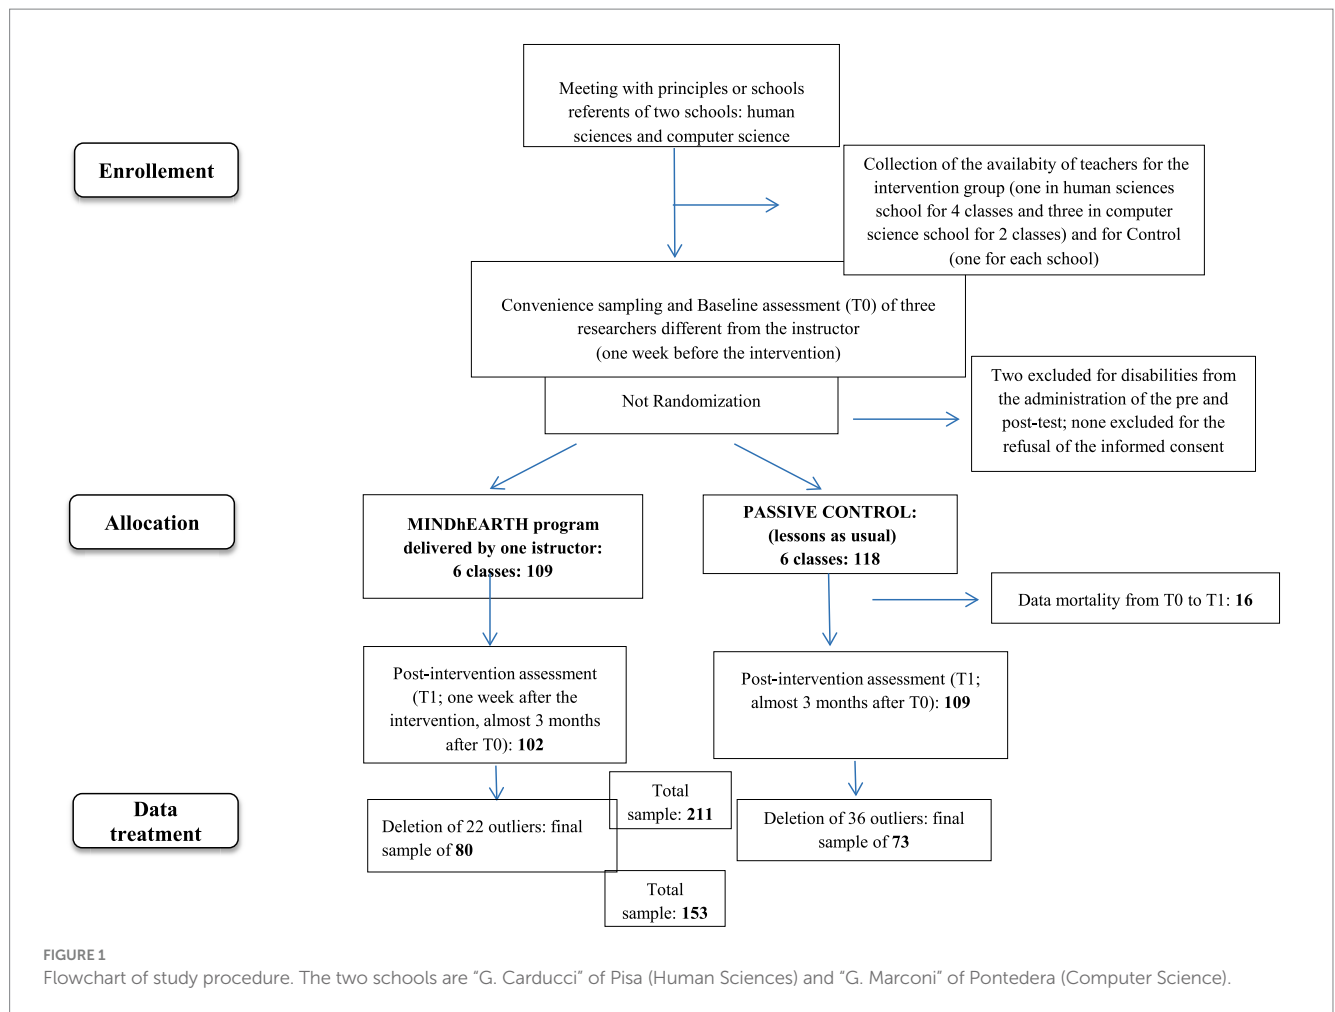 Meeting with principles or schools
referents of two schools: human
sciences and computer science
Enrollement
Collection of the availabity of teachers for the
intervention group (one in human sciences
school for 4 classes and three in computer
science school for 2 classes) and for Control
(one for each school)
Convenience sampling and Baseline assessment (T0) of three
researchers different from the instructor
(one week before the intervention)
Not Randomization
Two excluded for disabilities from
the administration of the pre and
post-test; none excluded for the
refusal of the informed consent
Allocation
MINDhEARTH program
delivered by one istructor:
6 classes: 109
PASSIVE CONTROL:
(lessons as usual)
6 classes: 118
Data mortality from T0 to T1: 16
Post-intervention assessment
(T1; one week after the
intervention, almost 3 months
after T0): 102
Post-intervention assessment (T1;
almost 3 months after T0): 109
Data
treatment
Total
sample: 211
Deletion of 22 outliers: final
sample of 80
Deletion of 36 outliers: final
sample of 73
Total
sample: 153
FIGURE 1
Flowchart of study procedure. The two schools are “G. Carducci” of Pisa (Human Sciences) and “G. Marconi” of Pontedera (Computer Science).